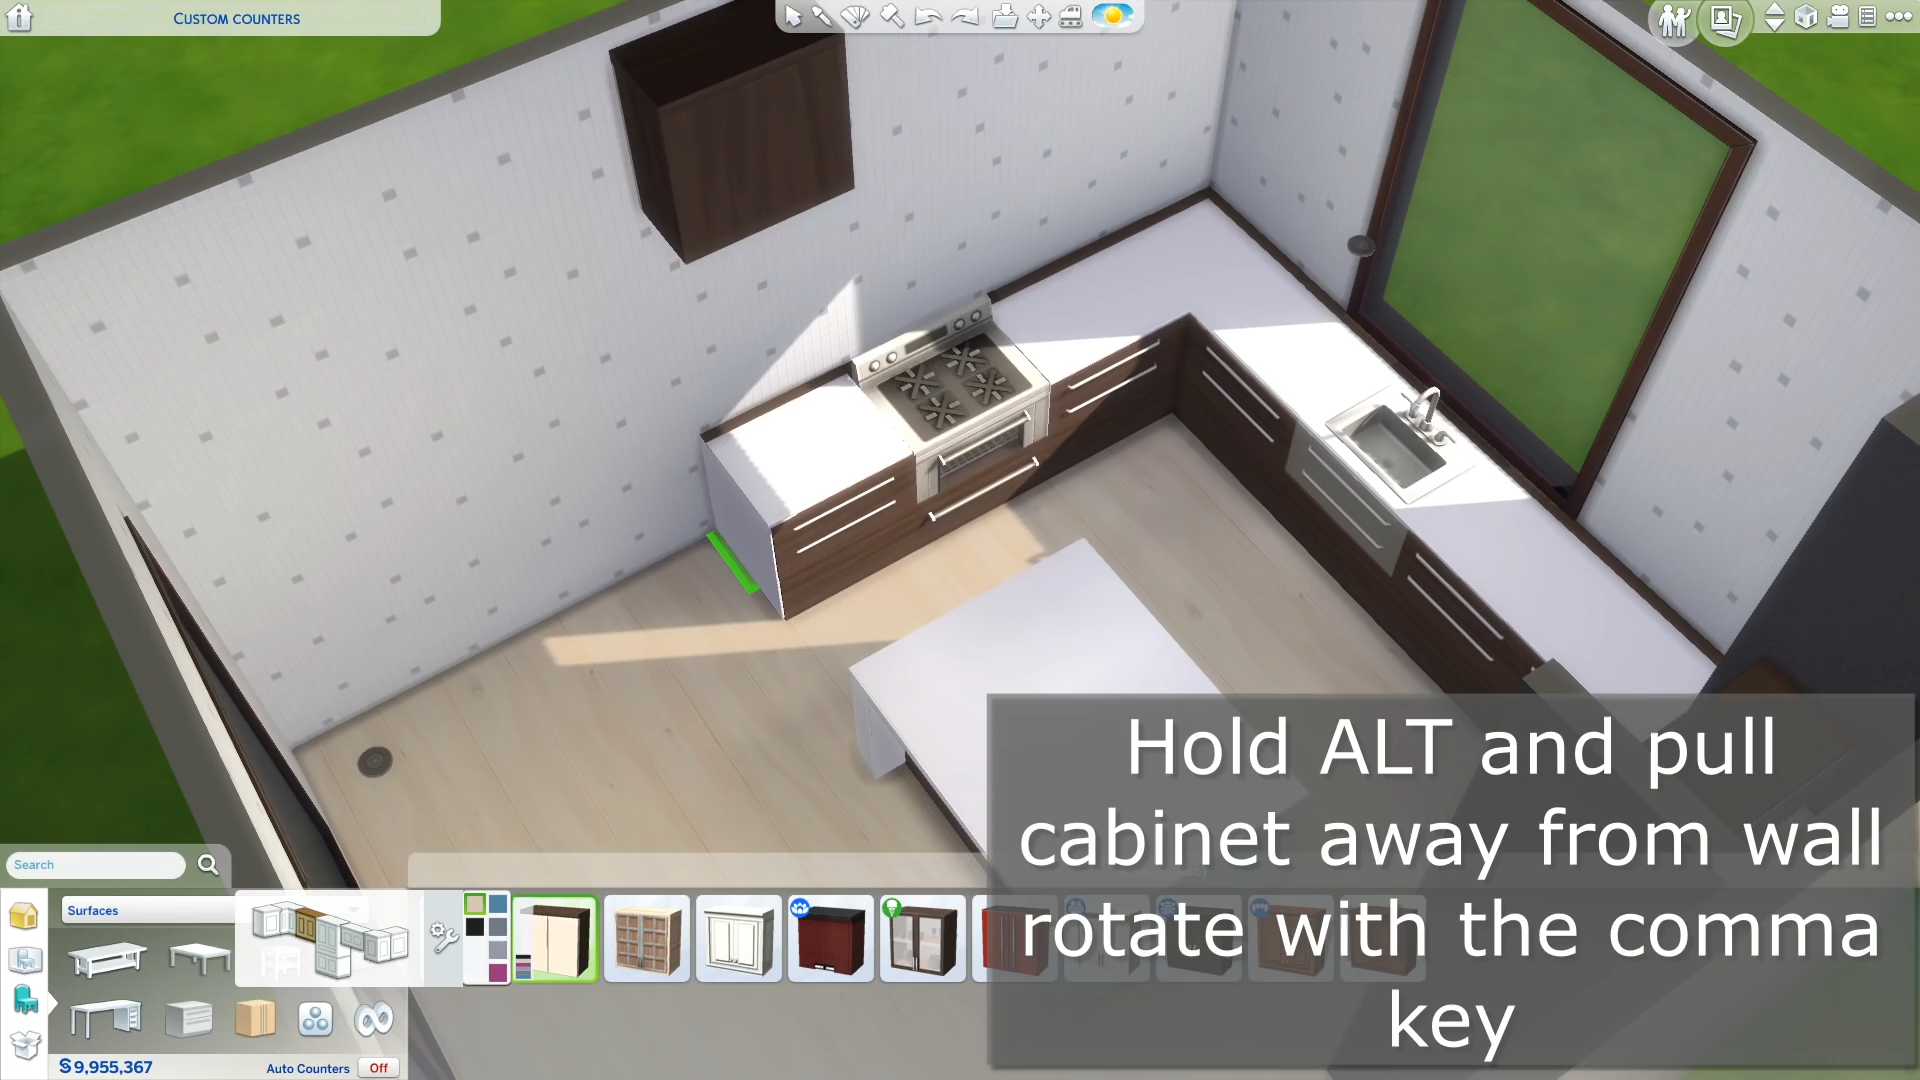 Custom counters
Hold ALT and pull
cabinet away from wall
rotate with the comma
key
Search
Surfaces
§9,955,367
Auto Counters
Off